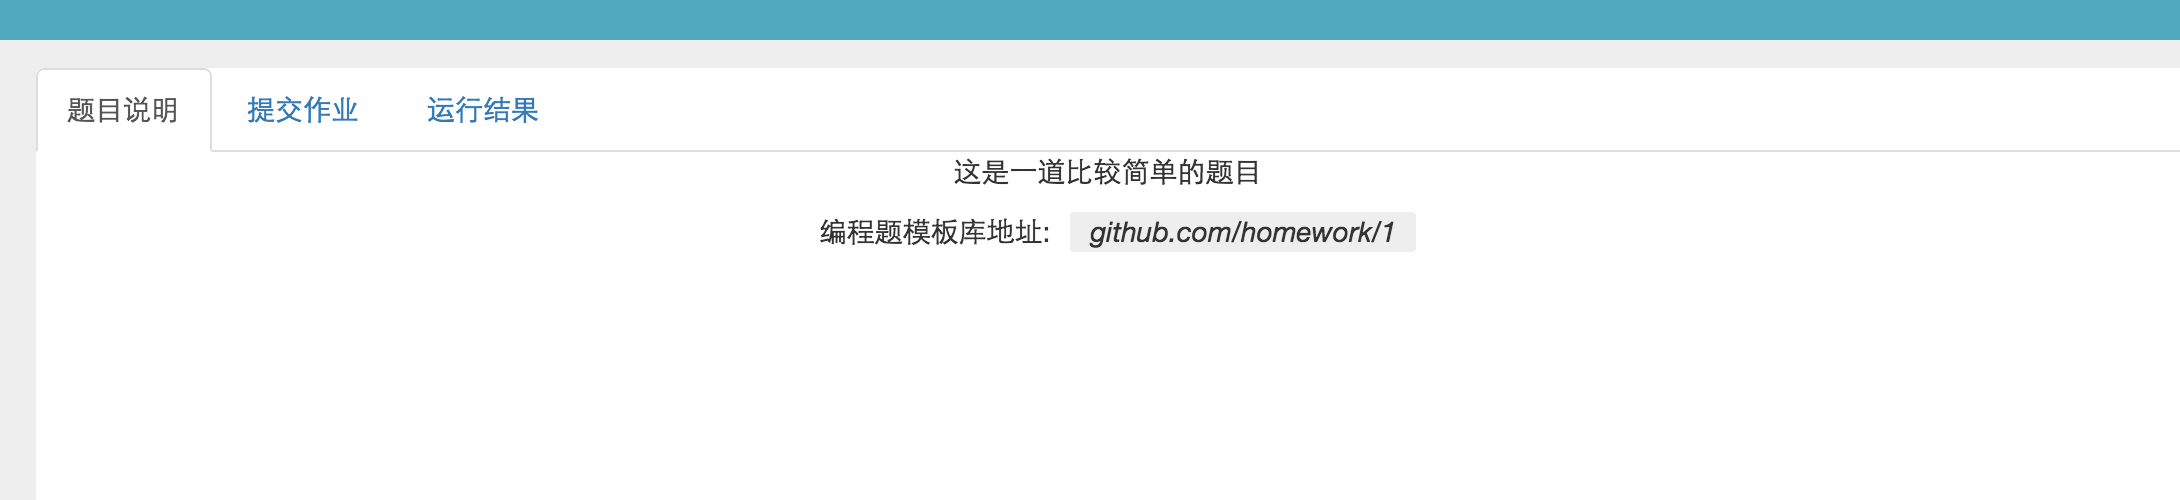 题目说明 提交作业 运行结果
这是一道比较简单的题目
编程题模板库地址: github.com/homework/1